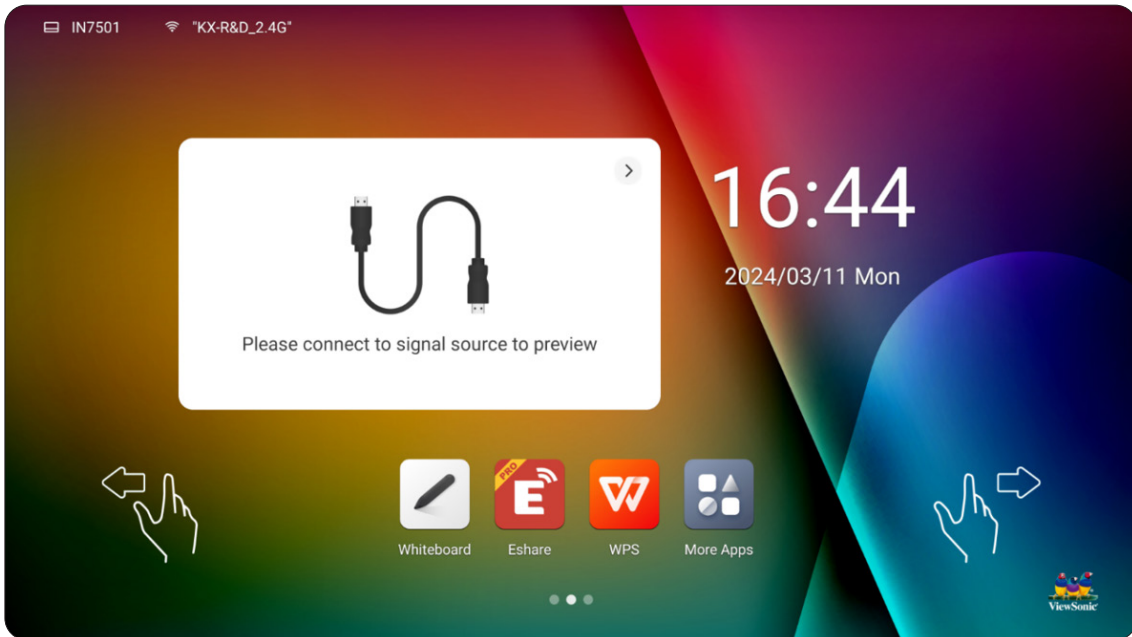 IN7501 "KX-R&D_2.4G"
16:44
2024/03/11 Mon
Please connect to signal source to preview
PRO
E
W
Whiteboard Eshare WPS More Apps
ViewSonic